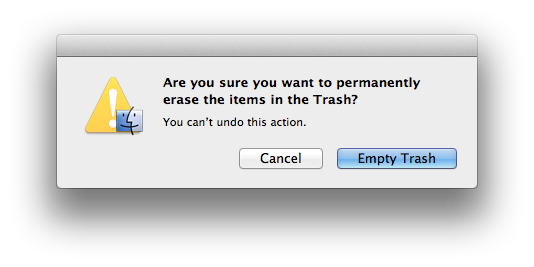 Are you sure you want to permanently
erase the items in the Trash?
You can’t undo this action.
Cancel
Empty Trash